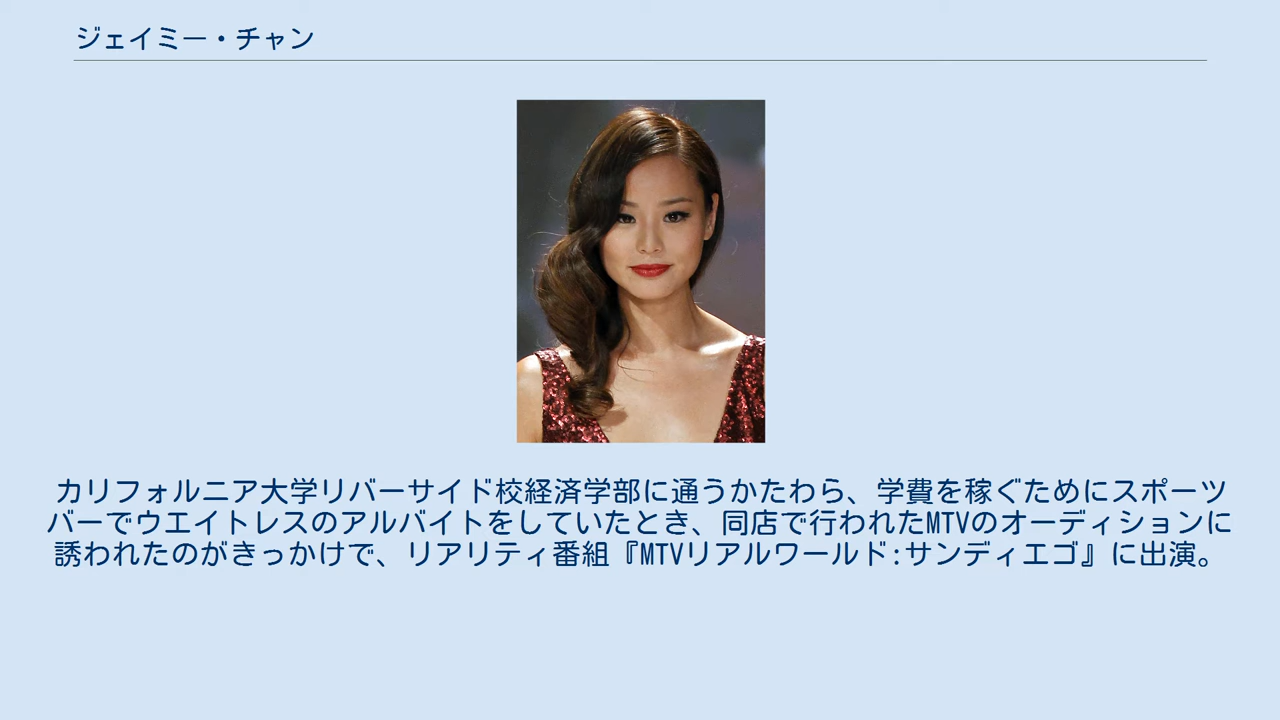 ジェイミー・チャン
カリフォルニア大学リバーサイド校経済学部に通うかたわら、学費を稼ぐためにスポーツ
バーでウエイトレスのアルバイトをしていたとき、同店で行われたMTVのオーディションに
誘われたのがきっかけで、リアリティ番組『MTVリアルワールド:サンディエゴ』に出演。